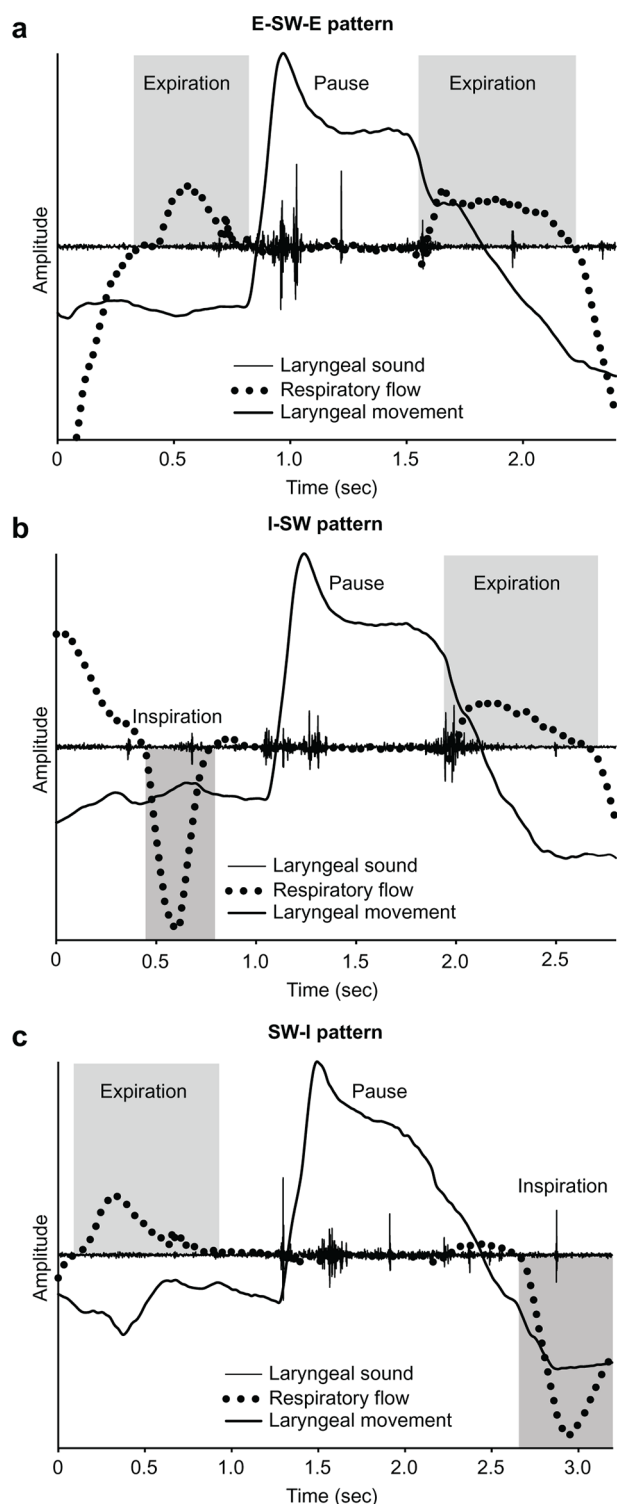 a
E-SW-E pattern
Expiration
Pause
Expiration
Amplitude
Laryngeal sound
Respiratory flow
Laryngeal movement
0 0.5 1.0 1.5 2.0
Time (sec)
b
I-SW pattern
Pause
Expiration
Inspiration
Amplitude
Laryngeal sound
Respiratory flow
Laryngeal movement
0 0.5 1.0 1.5 2.0 2.5
Time (sec)
c
SW-I pattern
Expiration
Pause
Inspiration
Amplitude
Laryngeal sound
Respiratory flow
Laryngeal movement
0 0.5 1.0 1.5 2.0 2.5 3.0
Time (sec)